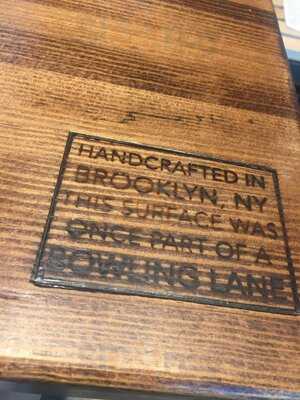 HANDCRAFTED IN
BROOKLYN, NY
THIS SURFACE WAS
ONCE PART OF A
BOWLING LANE